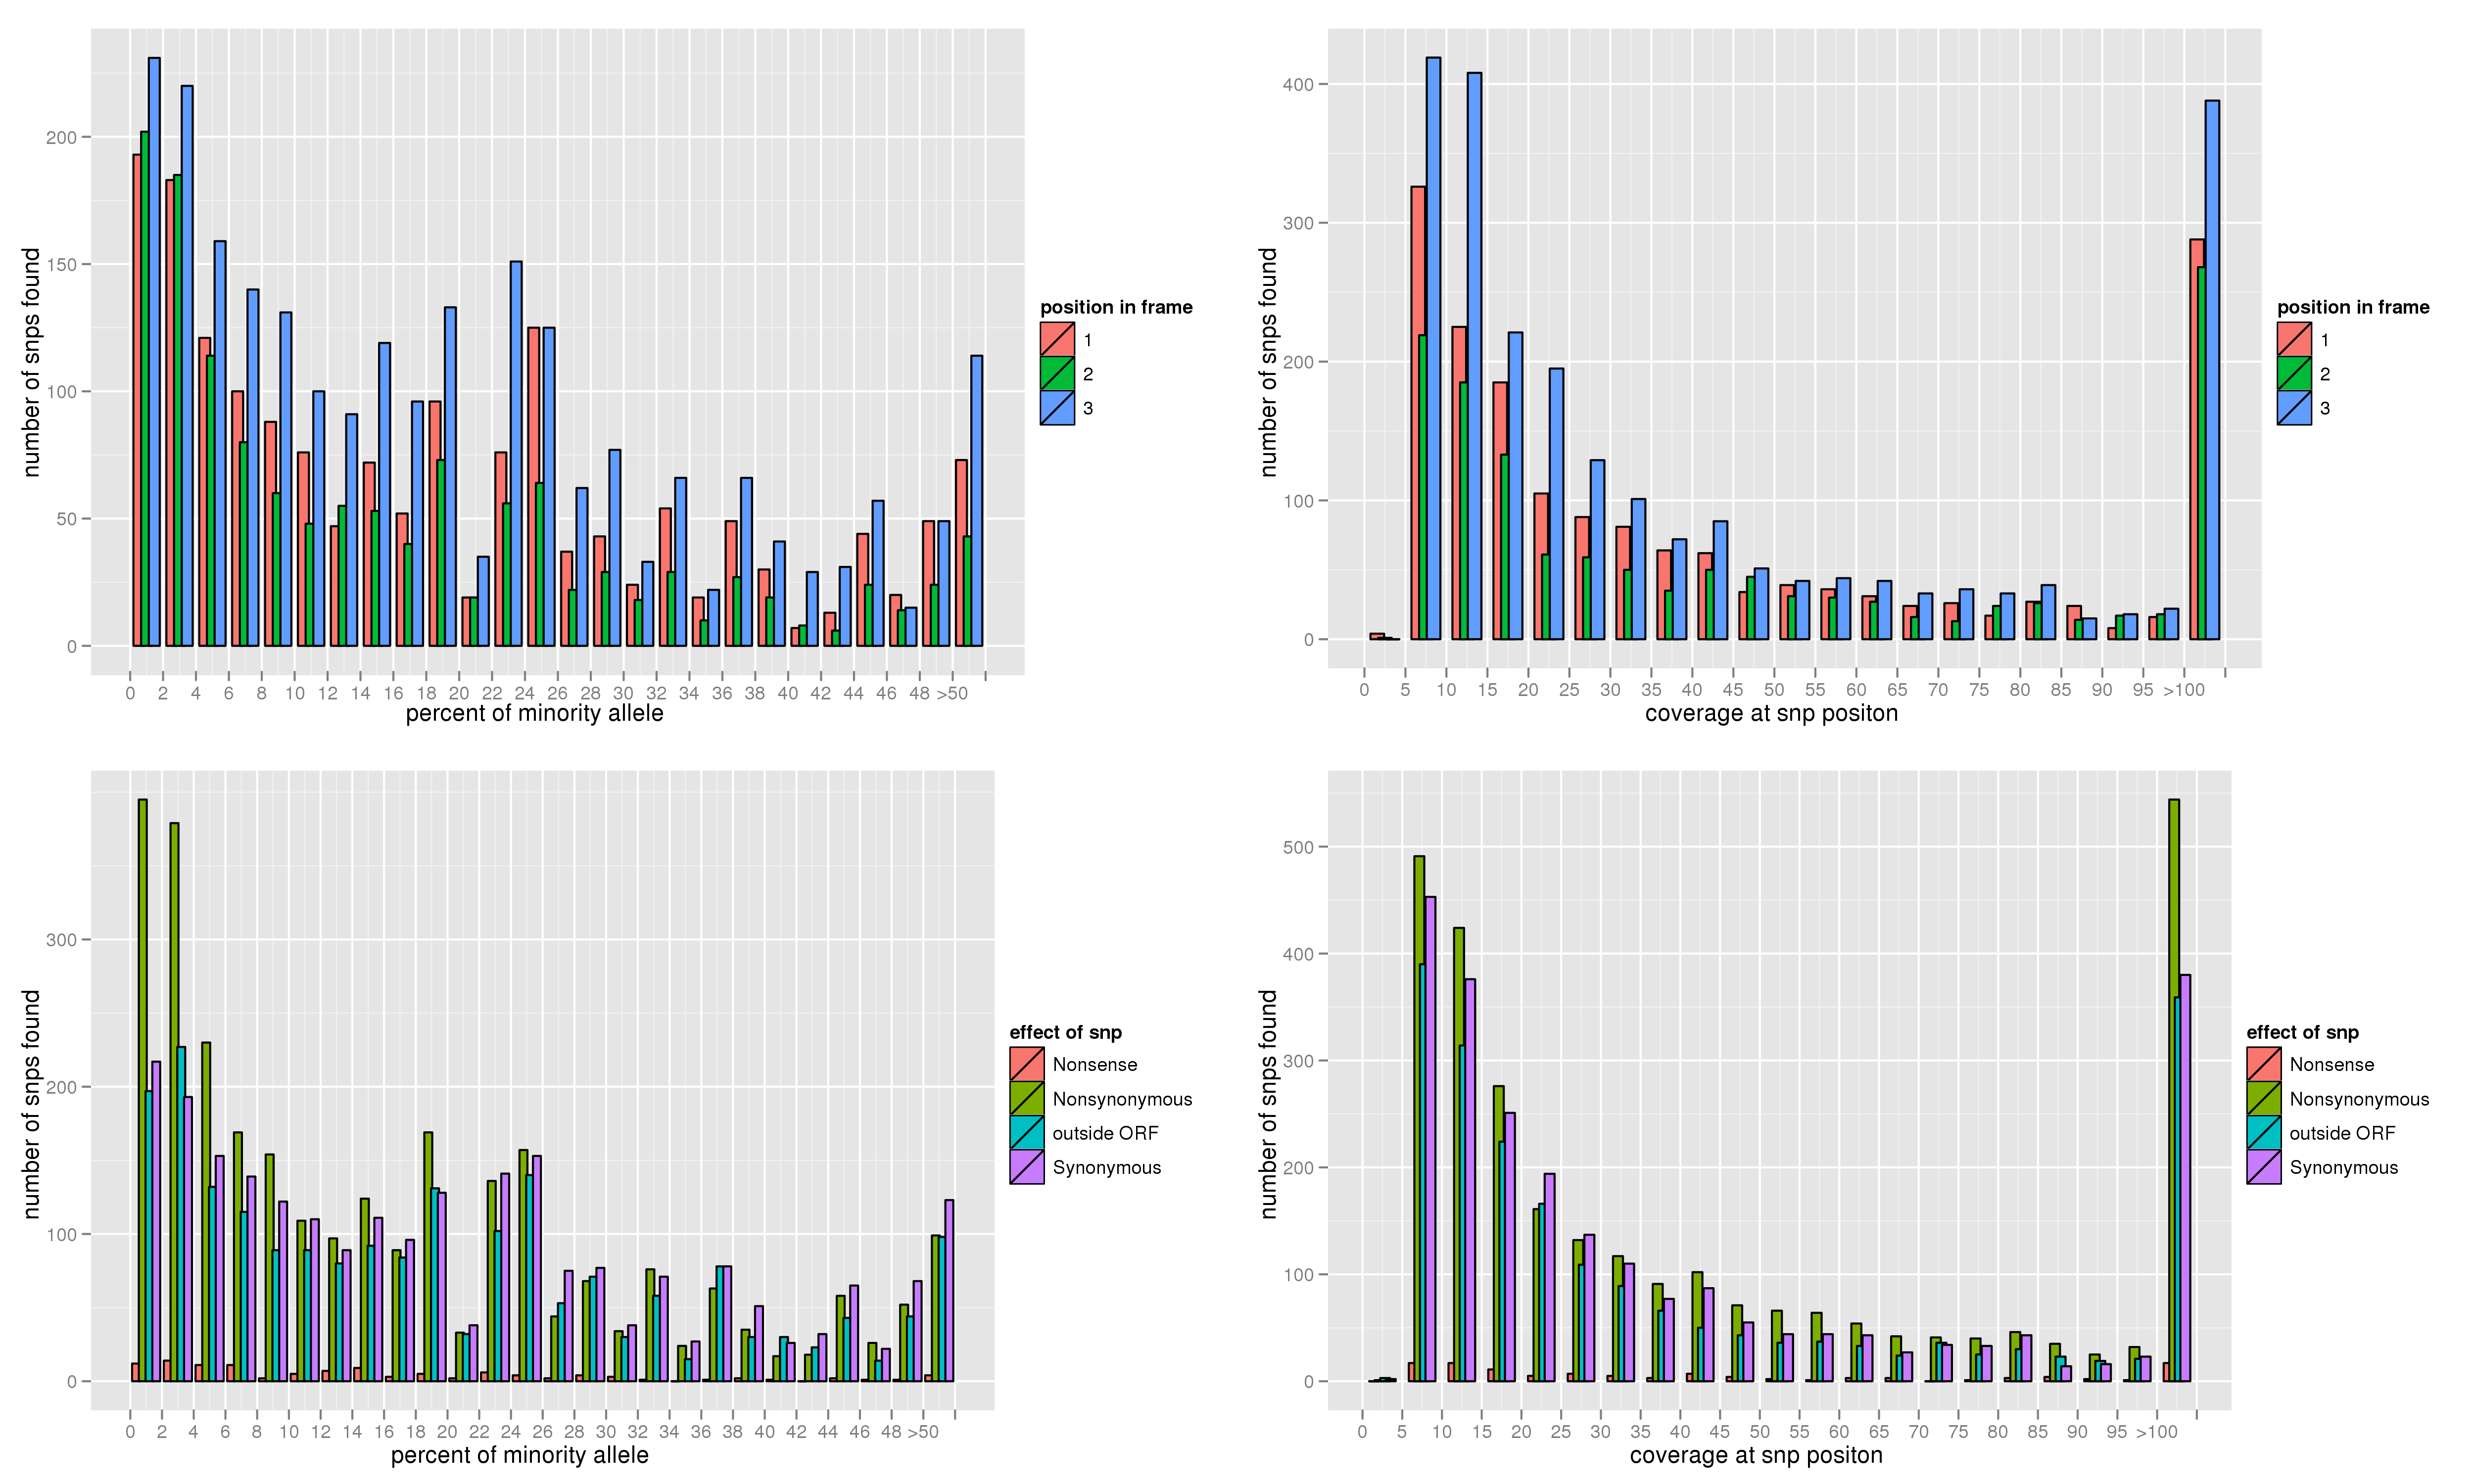 200
150
100
50
0
number of snps found
0 2 4 6 8 10 12 14 16 18 20 22 24 26 28 30 32 34 36 38 40 42 44 46 48 >50
percent of minority allele
position in frame
1
2
3
400
300
200
100
0
number of snps found
0 5 10 15 20 25 30 35 40 45 50 55 60 65 70 75 80 85 90 95 >100
coverage at snp positon
position in frame
1
2
3
300
200
100
0
number of snps found
0 2 4 6 8 10 12 14 16 18 20 22 24 26 28 30 32 34 36 38 40 42 44 46 48 >50
percent of minority allele
effect of snp
Nonsense
Nonsynonymous
outside ORF
Synonymous
500
400
300
200
100
0
number of snps found
0 5 10 15 20 25 30 35 40 45 50 55 60 65 70 75 80 85 90 95 >100
coverage at snp positon
effect of snp
Nonsense
Nonsynonymous
outside ORF
Synonymous